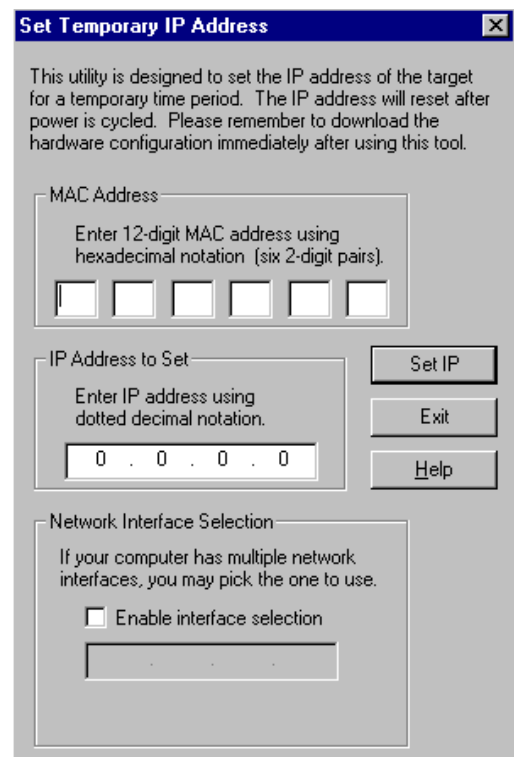 Set Temporary IP Address
This utility is designed to set the IP address of the target
for a temporary time period. The IP address will reset after
power is cycled. Please remember to download the
hardware configuration immediately after using this tool.
MAC Address
Enter 12-digit MAC address using
hexadecimal notation (six 2-digit pairs).
IP Address to Set
Enter IP address using
dotted decimal notation.
0 . 0 . 0 . 0
Set IP
Exit
Help
Network Interface Selection
If your computer has multiple network
interfaces, you may pick the one to use.
Enable interface selection
. . .